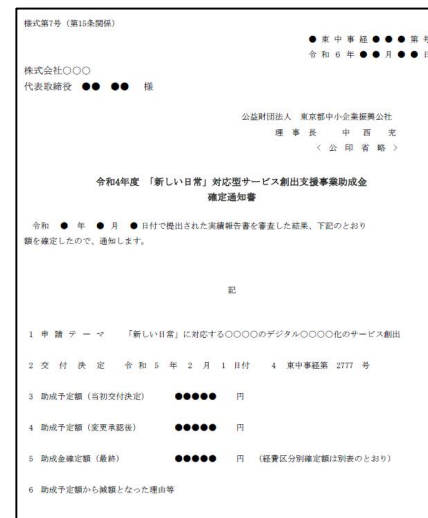 様式第7号（第15条関係）
●東中事経●●●第号
令和6年●●月●●日
株式会社○○○
代表取締役 ●● ●● 様
公益財団法人 東京都中小企業振興公社
理事長 中西 充
＜公印省略＞
令和4年度 「新しい日常」対応型サービス創出支援事業助成金
確定通知書
令和 ● 年 ● 月 ● 日付で提出された実績報告書を審査した結果、下記のとおり
額を確定したので、通知します。
記
1 申請テーマ 「新しい日常」に対応する○○○○のデジタル○○○○化のサービス創出
2 交付決定 令和 5 年 2 月 1 日付 4 東中事経第 2777 号
3 助成予定額（当初交付決定） ●●●●● 円
4 助成予定額（変更承認後） ●●●●● 円
5 助成金確定額（最終） ●●●●● 円 （経費区分別確定額は別表のとおり）
6 助成予定額から減額となった理由等